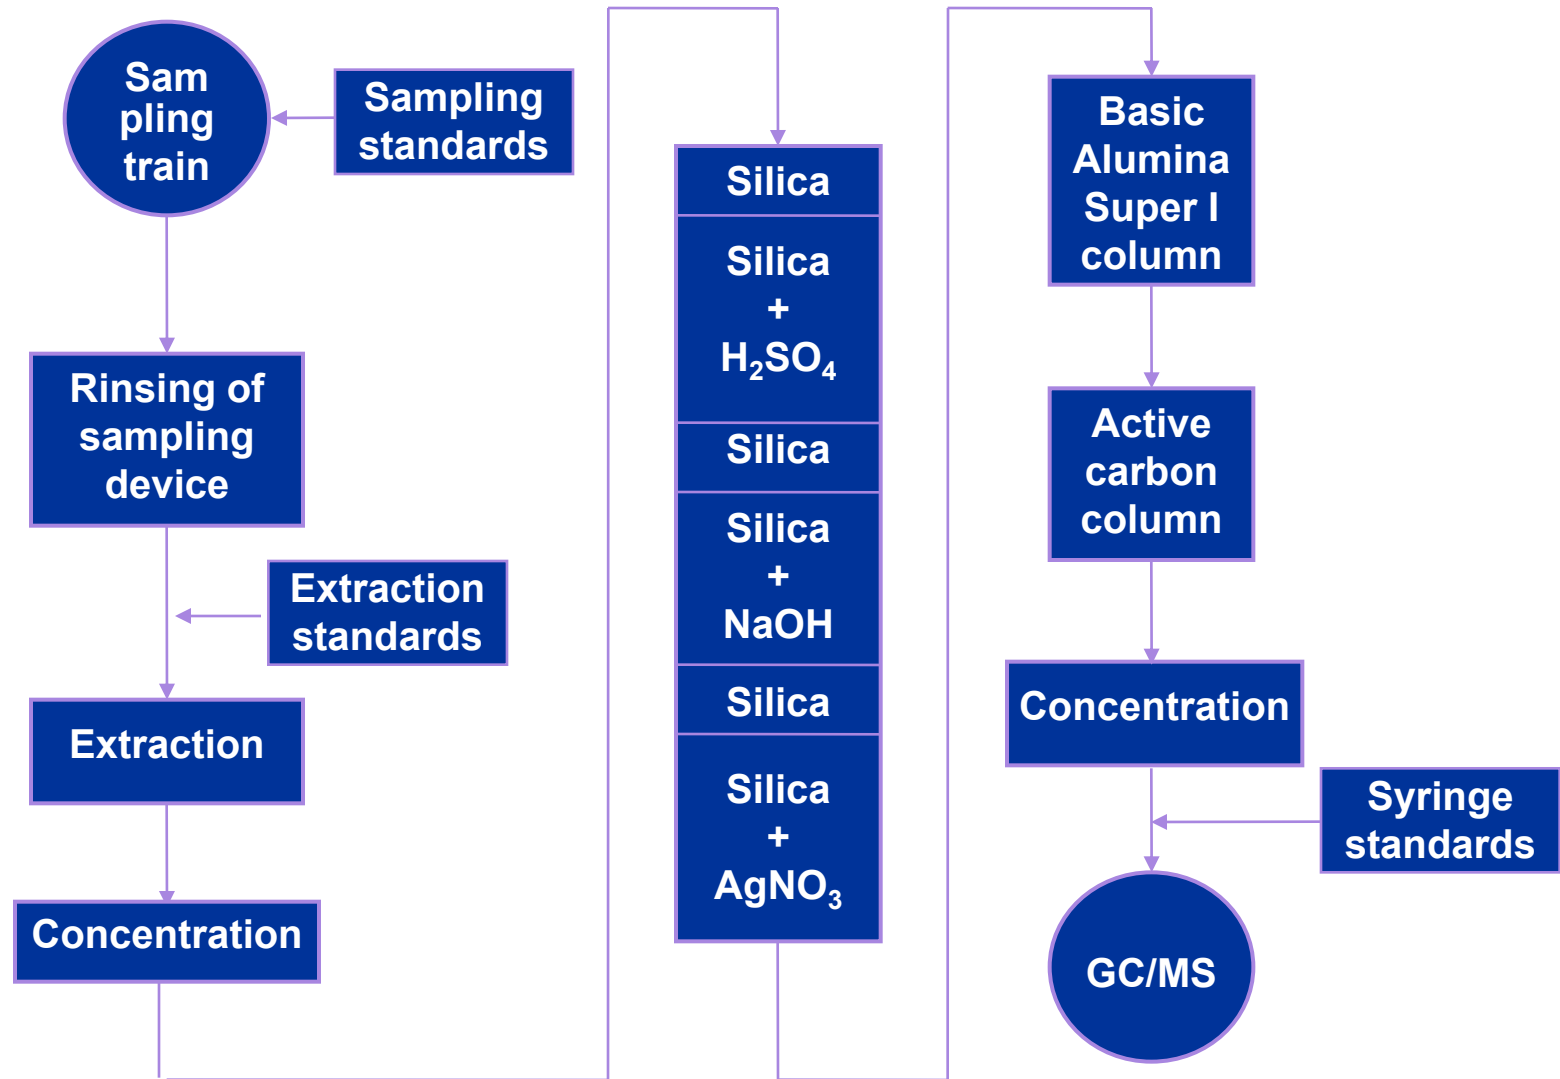 Sam
pling
train
Sampling
standards
Rinsing of
sampling
device
Extraction
standards
Extraction
Concentration
Silica
Silica
+
H₂SO₄
Silica
Silica
+
NaOH
Silica
Silica
+
AgNO₃
Basic
Alumina
Super I
column
Active
carbon
column
Concentration
Syringe
standards
GC/MS